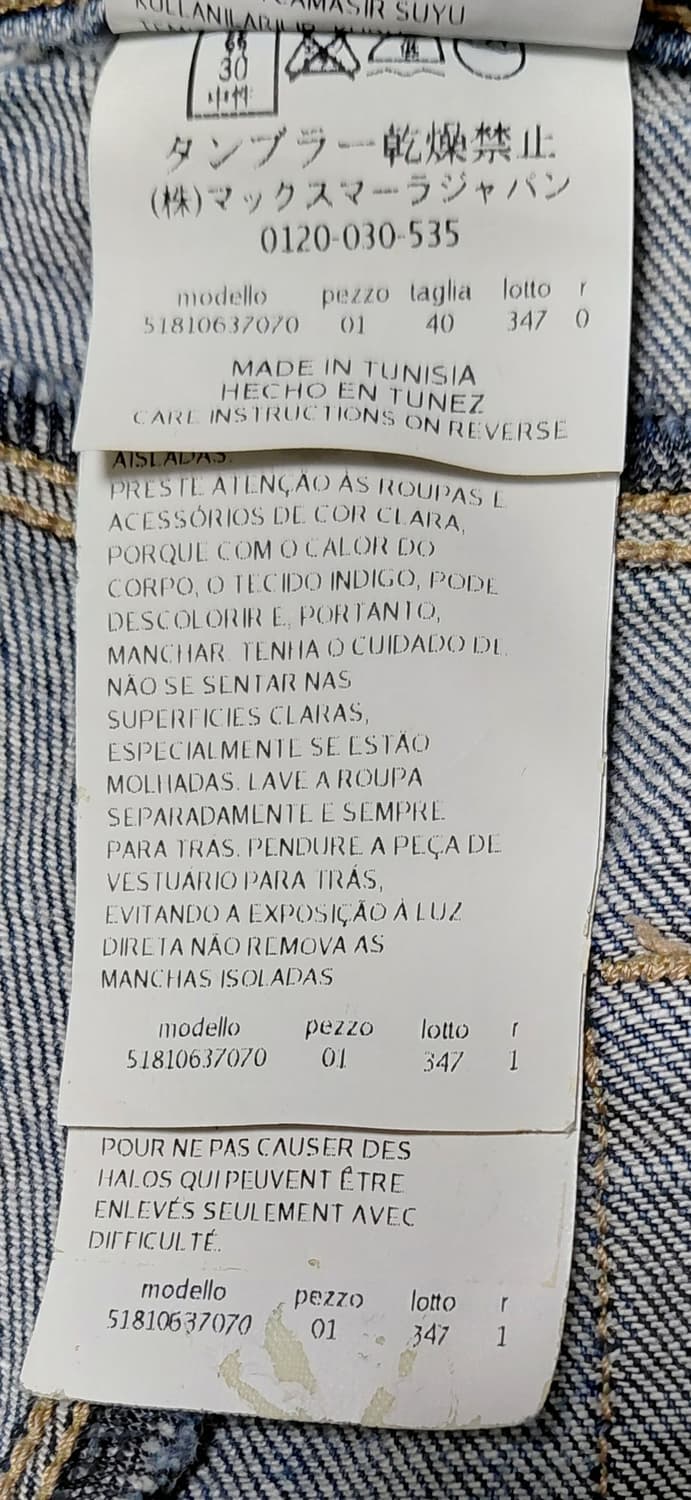 KULLANILABILIR
ÇAMAŞIR SUYU
30
中性
タンブラー乾燥禁止
(株)マックスマーラジャパン
0120-030-535
modello pezzo taglia lotto r
51810637070 01 40 347 0
MADE IN TUNISIA
HECHO EN TUNEZ
CARE INSTRUCTIONS ON REVERSE
AISLADAS.
PRESTE ATENÇÃO ÀS ROUPAS E
ACESSÓRIOS DE COR CLARA,
PORQUE COM O CALOR DO
CORPO, O TECIDO INDIGO, PODE
DESCOLORIR E, PORTANTO,
MANCHAR. TENHA O CUIDADO DE
NÃO SE SENTAR NAS
SUPERFICIES CLARAS,
ESPECIALMENTE SE ESTÃO
MOLHADAS. LAVE A ROUPA
SEPARADAMENTE E SEMPRE
PARA TRÁS. PENDURE A PEÇA DE
VESTUÁRIO PARA TRÁS,
EVITANDO A EXPOSIÇÃO À LUZ
DIRETA NÃO REMOVA AS
MANCHAS ISOLADAS
modello pezzo lotto r
51810637070 01 347 1
POUR NE PAS CAUSER DES
HALOS QUI PEUVENT ÊTRE
ENLEVÉS SEULEMENT AVEC
DIFFICULTÉ.
modello pezzo lotto r
51810637070 01 347 1